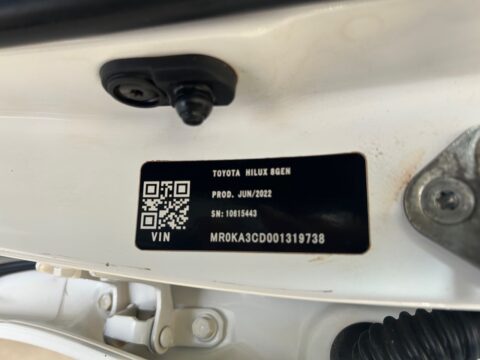 TOYOTA HILUX 8GEN
PROD. JUN/2022
SN: 10615443
VIN MR0KA3CD001319738